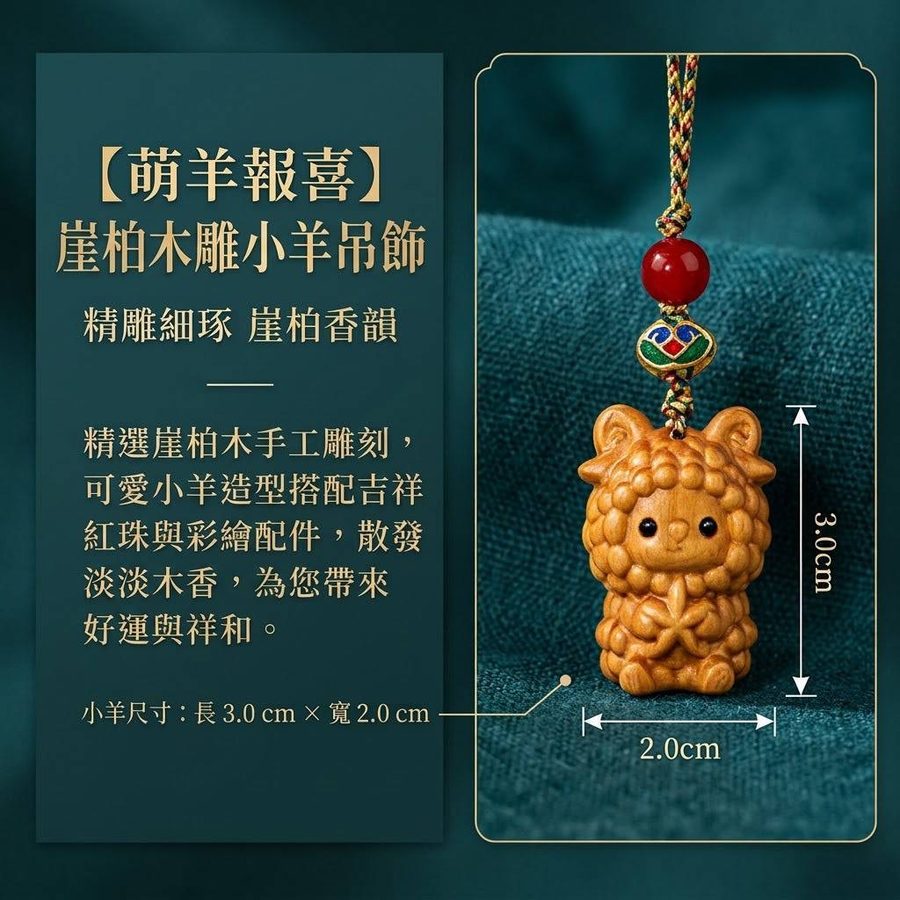 【萌羊報喜】
崖柏木雕小羊吊飾
精雕細琢 崖柏香韻
精選崖柏木手工雕刻，
可愛小羊造型搭配吉祥
紅珠與彩繪配件，散發
淡淡木香，為您帶來
好運與祥和。
小羊尺寸：長 3.0 cm × 寬 2.0 cm
3.0cm
2.0cm